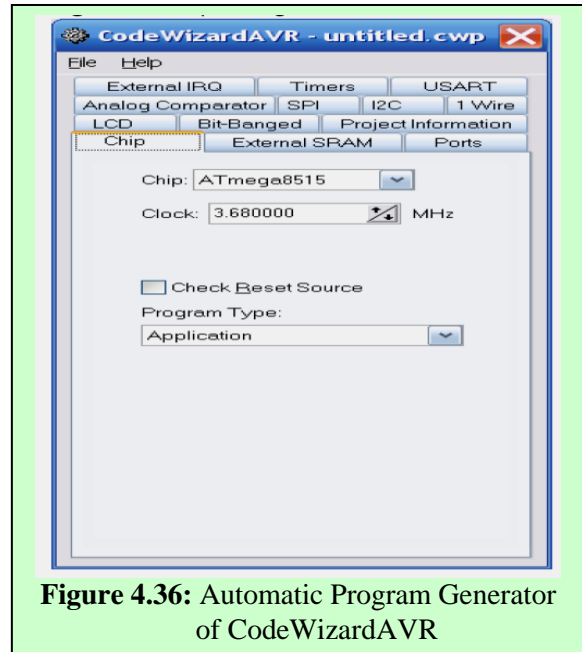 CodeWizardAVR - untitled.cwp
File Help
External IRQ Timers USART
Analog Comparator SPI I2C 1 Wire
LCD Bit-Banged Project Information
Chip External SRAM Ports
Chip: ATmega8515
Clock: 3.680000 MHz
Check Reset Source
Program Type:
Application
Figure 4.36: Automatic Program Generator
of CodeWizardAVR